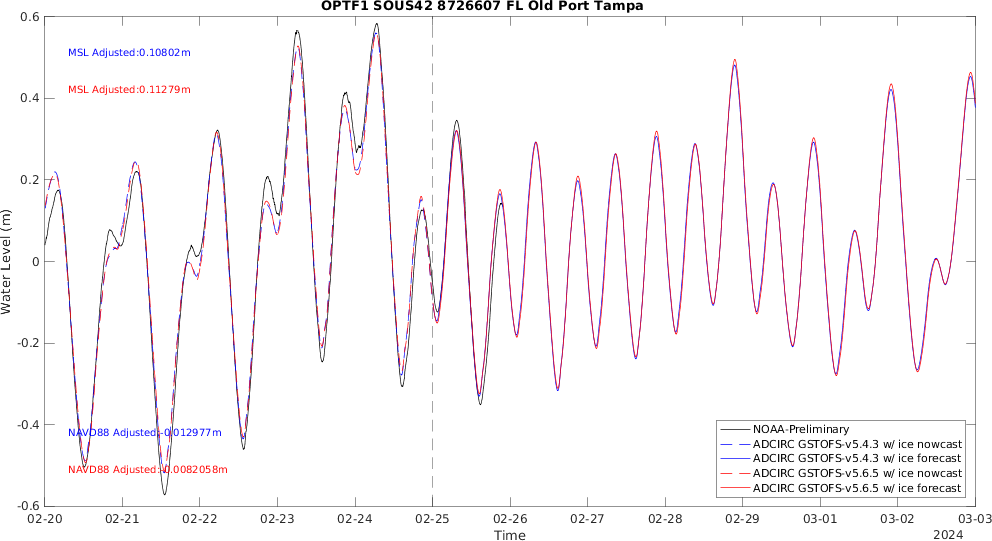 OPTF1 SOUS42 8726607 FL Old Port Tampa
MSL Adjusted:0.10802m
MSL Adjusted:0.11279m
NAVD88 Adjusted:-0.012977m
NAVD88 Adjusted:-0.0082058m
Water Level (m)
0.6
0.4
0.2
0
-0.2
-0.4
-0.6
NOAA-Preliminary
ADCIRC GSTOFS-v5.4.3 w/ ice nowcast
ADCIRC GSTOFS-v5.4.3 w/ ice forecast
ADCIRC GSTOFS-v5.6.5 w/ ice nowcast
ADCIRC GSTOFS-v5.6.5 w/ ice forecast
02-20 02-21 02-22 02-23 02-24 02-25 02-26 02-27 02-28 02-29 03-01 03-02 03-03
Time
2024